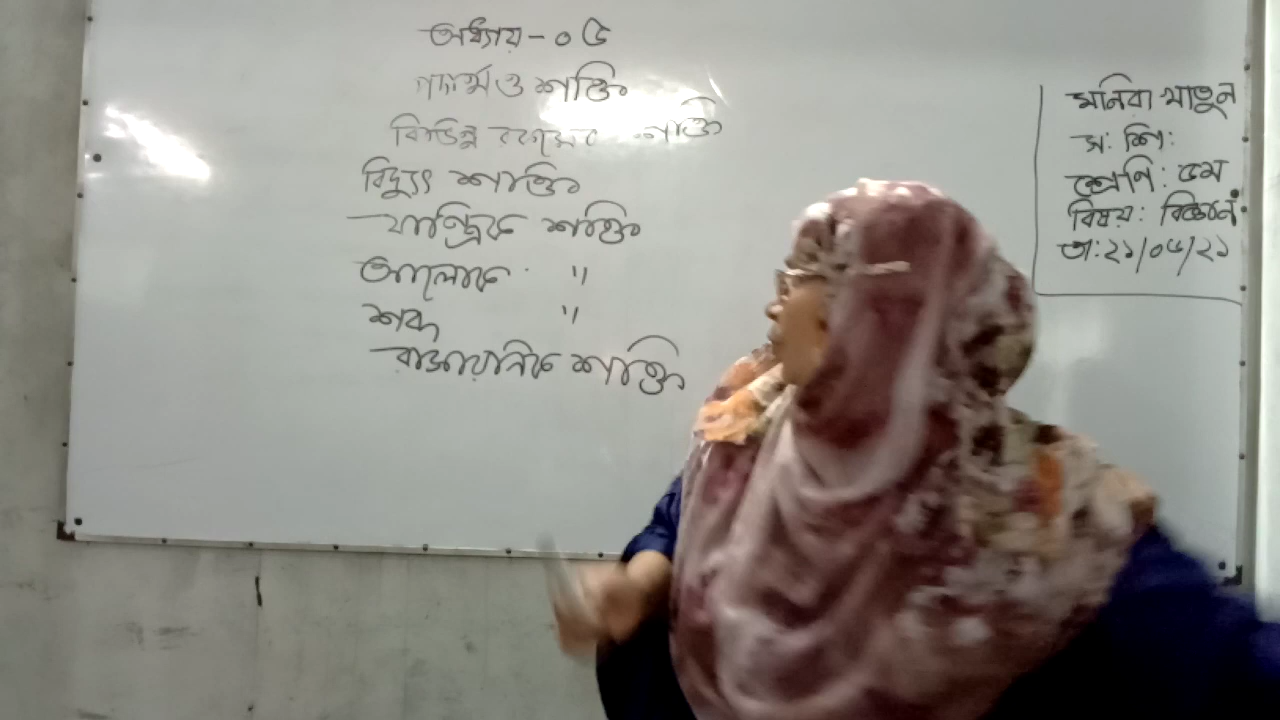 অধ্যায় - ০৫
পদার্থ ও শক্তি
বিভিন্ন রকমের শক্তি
বিদ্যুৎ শক্তি
যান্ত্রিক শক্তি
আলোক "
শব্দ "
রাসায়নিক শক্তি
মনিরা খাতুন
স: শি:
শ্রেণি: ৫ম
বিষয়: বিজ্ঞান
তা: ২১/০৬/২১